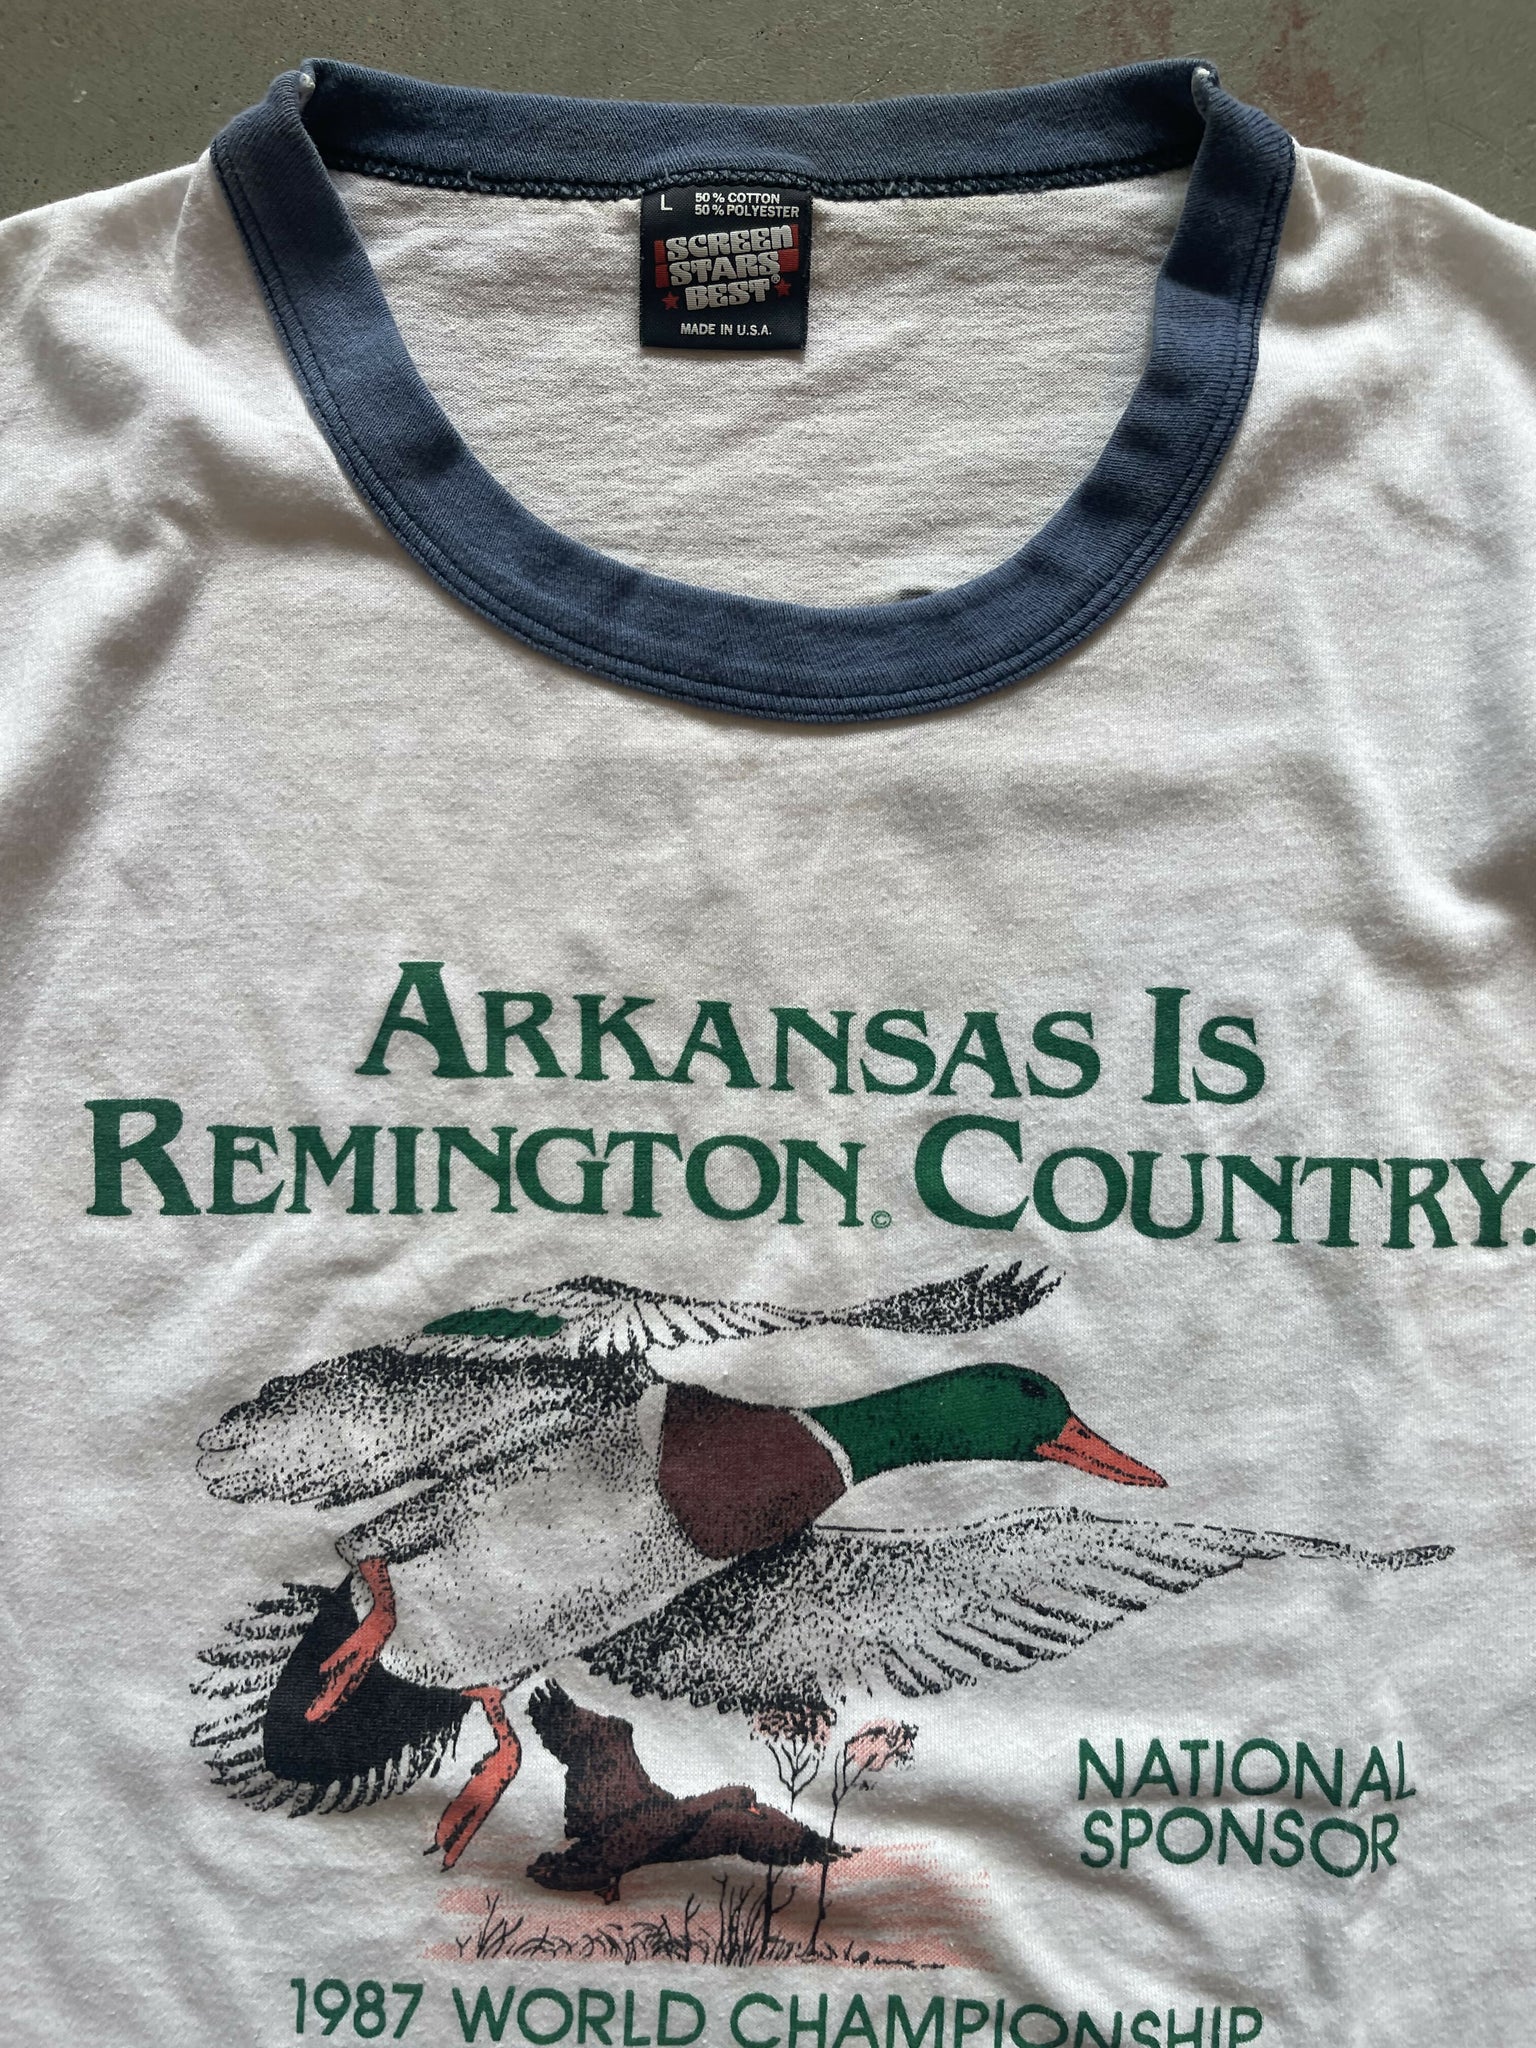 L 50% COTTON
50% POLYESTER
SCREEN
STARS
BEST®
MADE IN U.S.A.
ARKANSAS IS
REMINGTON© COUNTRY.
NATIONAL
SPONSOR
1987 WORLD CHAMPIONSHIP